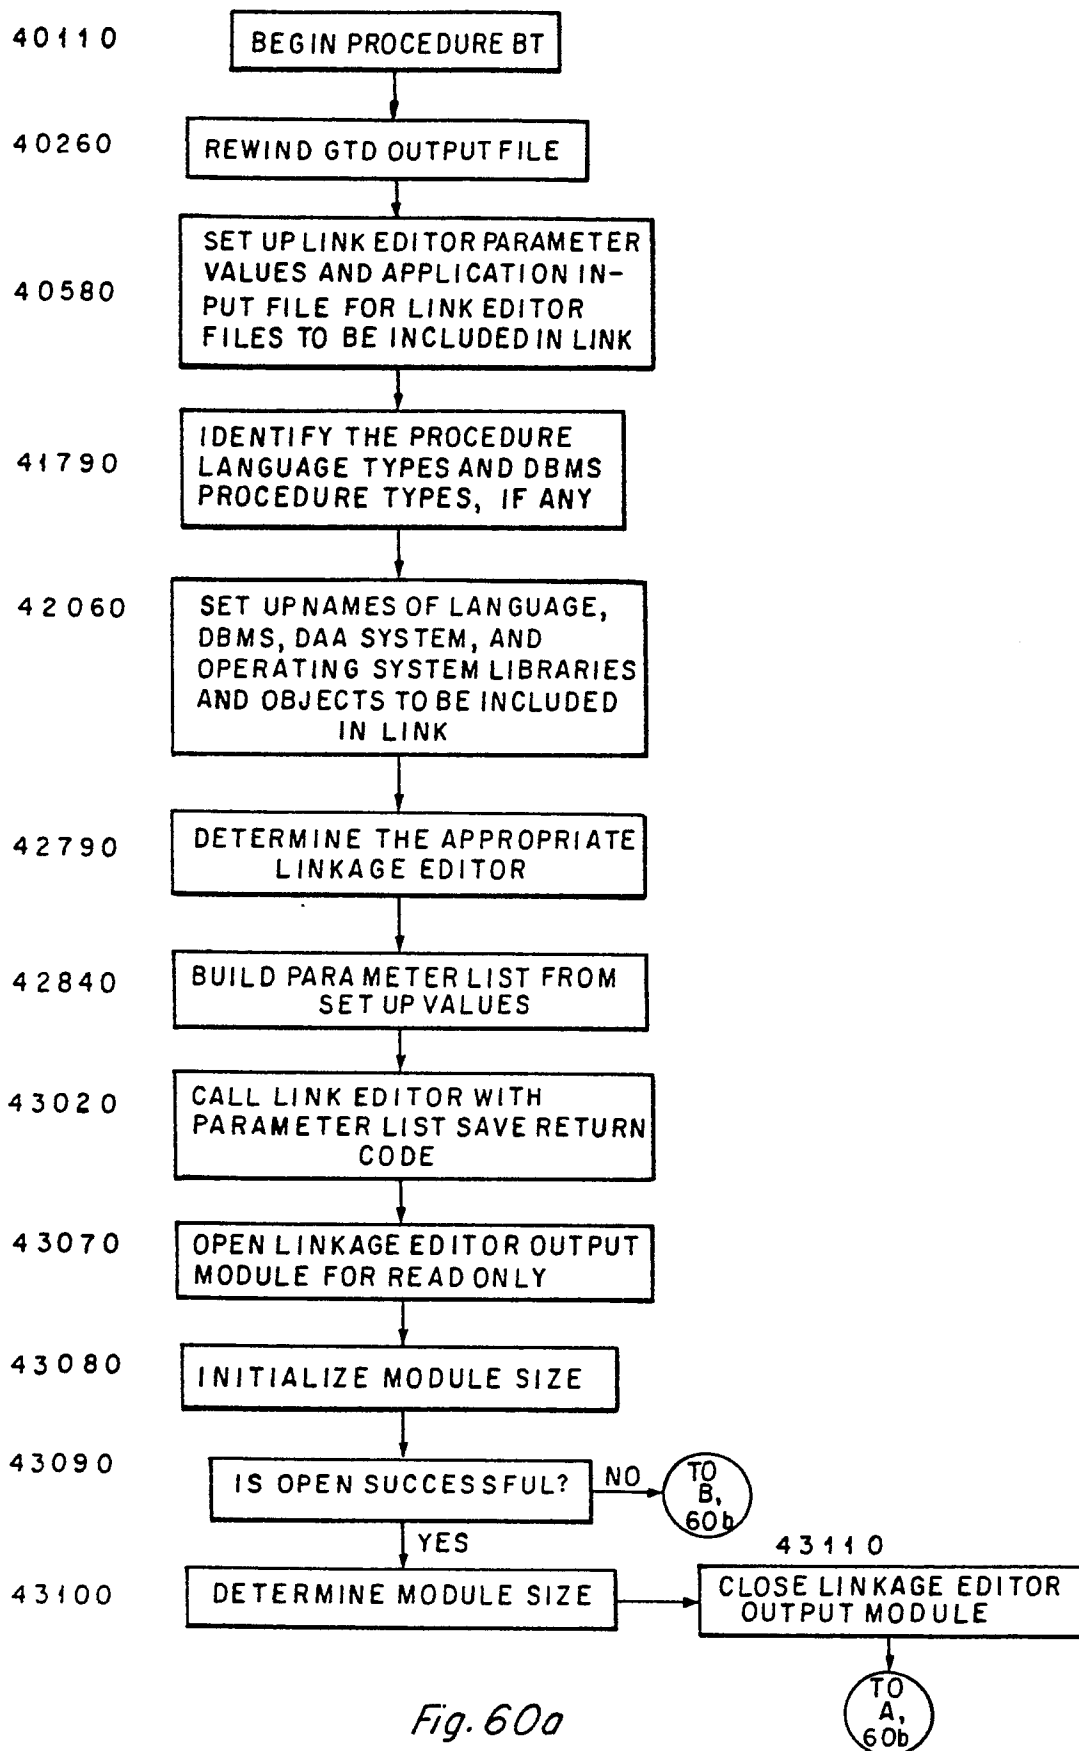 40110
BEGIN PROCEDURE BT
40260
REWIND GTD OUTPUT FILE
40580
SET UP LINK EDITOR PARAMETER
VALUES AND APPLICATION IN-
PUT FILE FOR LINK EDITOR
FILES TO BE INCLUDED IN LINK
41790
IDENTIFY THE PROCEDURE
LANGUAGE TYPES AND DBMS
PROCEDURE TYPES, IF ANY
42060
SET UP NAMES OF LANGUAGE,
DBMS, DAA SYSTEM, AND
OPERATING SYSTEM LIBRARIES
AND OBJECTS TO BE INCLUDED
IN LINK
42790
DETERMINE THE APPROPRIATE
LINKAGE EDITOR
42840
BUILD PARAMETER LIST FROM
SET UP VALUES
43020
CALL LINK EDITOR WITH
PARAMETER LIST SAVE RETURN
CODE
43070
OPEN LINKAGE EDITOR OUTPUT
MODULE FOR READ ONLY
43080
INITIALIZE MODULE SIZE
43090
IS OPEN SUCCESSFUL?
NO
TO
B,
60b
YES
43100
DETERMINE MODULE SIZE
43110
CLOSE LINKAGE EDITOR
OUTPUT MODULE
TO
A,
60b
Fig. 60a